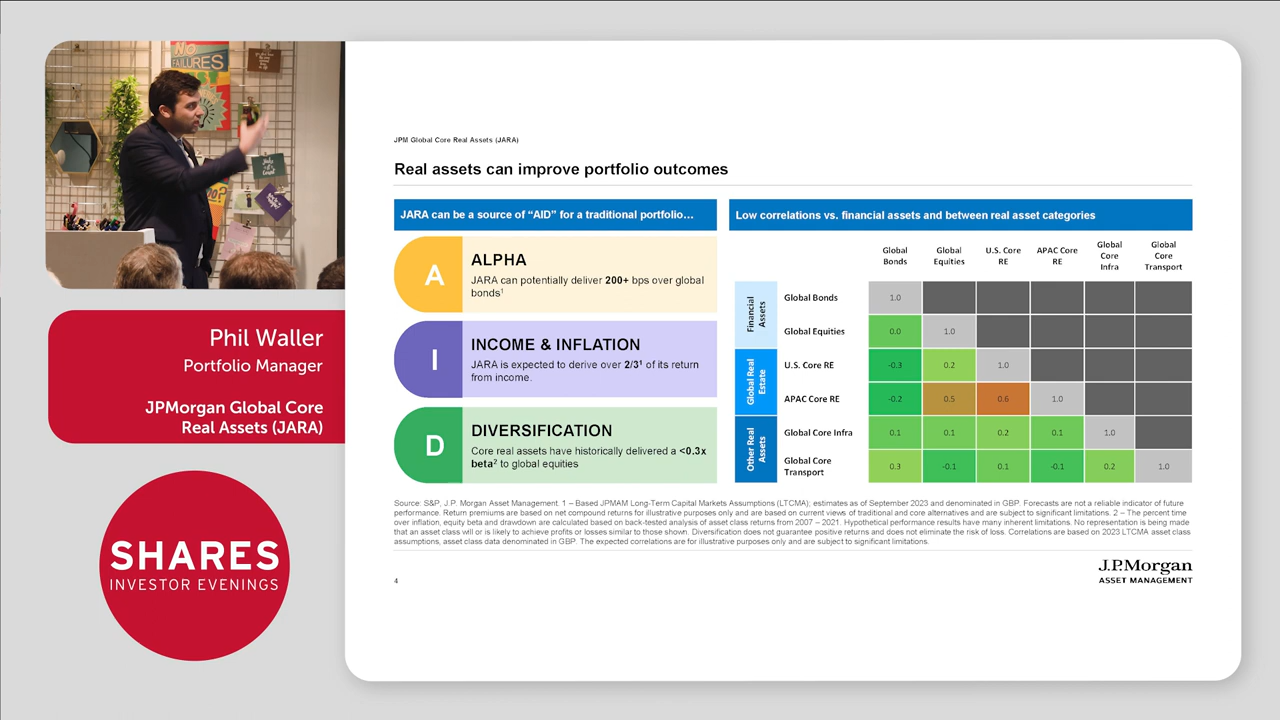 NO
FAILURES
Phil Waller
Portfolio Manager
JPMorgan Global Core
Real Assets (JARA)
SHARES
INVESTOR EVENINGS
JPM Global Core Real Assets (JARA)
Real assets can improve portfolio outcomes
JARA can be a source of “AID” for a traditional portfolio…
A
ALPHA
JARA can potentially deliver 200+ bps over global
bonds¹
I
INCOME & INFLATION
JARA is expected to derive over 2/3¹ of its return
from income.
D
DIVERSIFICATION
Core real assets have historically delivered a <0.3x
beta² to global equities
Low correlations vs. financial assets and between real asset categories
Global Bonds Global Equities U.S. Core RE APAC Core RE Global Core Infra Global Core Transport
Financial Assets
Global Bonds 1.0
Global Equities 0.0 1.0
Global Real Estate
U.S. Core RE -0.3 0.2 1.0
APAC Core RE -0.2 0.5 0.6 1.0
Other Real Assets
Global Core Infra 0.1 0.1 0.2 0.1 1.0
Global Core Transport 0.3 -0.1 0.1 -0.1 0.2 1.0
Source: S&P, J.P. Morgan Asset Management. 1 – Based JPMAM Long-Term Capital Markets Assumptions (LTCMA); estimates as of September 2023 and denominated in GBP. Forecasts are not a reliable indicator of future
performance. Return premiums are based on net compound returns for illustrative purposes only and are based on current views of traditional and core alternatives and are subject to significant limitations. 2 – The percent time
over inflation, equity beta and drawdown are calculated based on back-tested analysis of asset class returns from 2007 – 2021. Hypothetical performance results have many inherent limitations. No representation is being made
that an asset class will or is likely to achieve profits or losses similar to those shown. Diversification does not guarantee positive returns and does not eliminate the risk of loss. Correlations are based on 2023 LTCMA asset class
assumptions, asset class data denominated in GBP. The expected correlations are for illustrative purposes only and are subject to significant limitations.
4
J.P.Morgan
ASSET MANAGEMENT